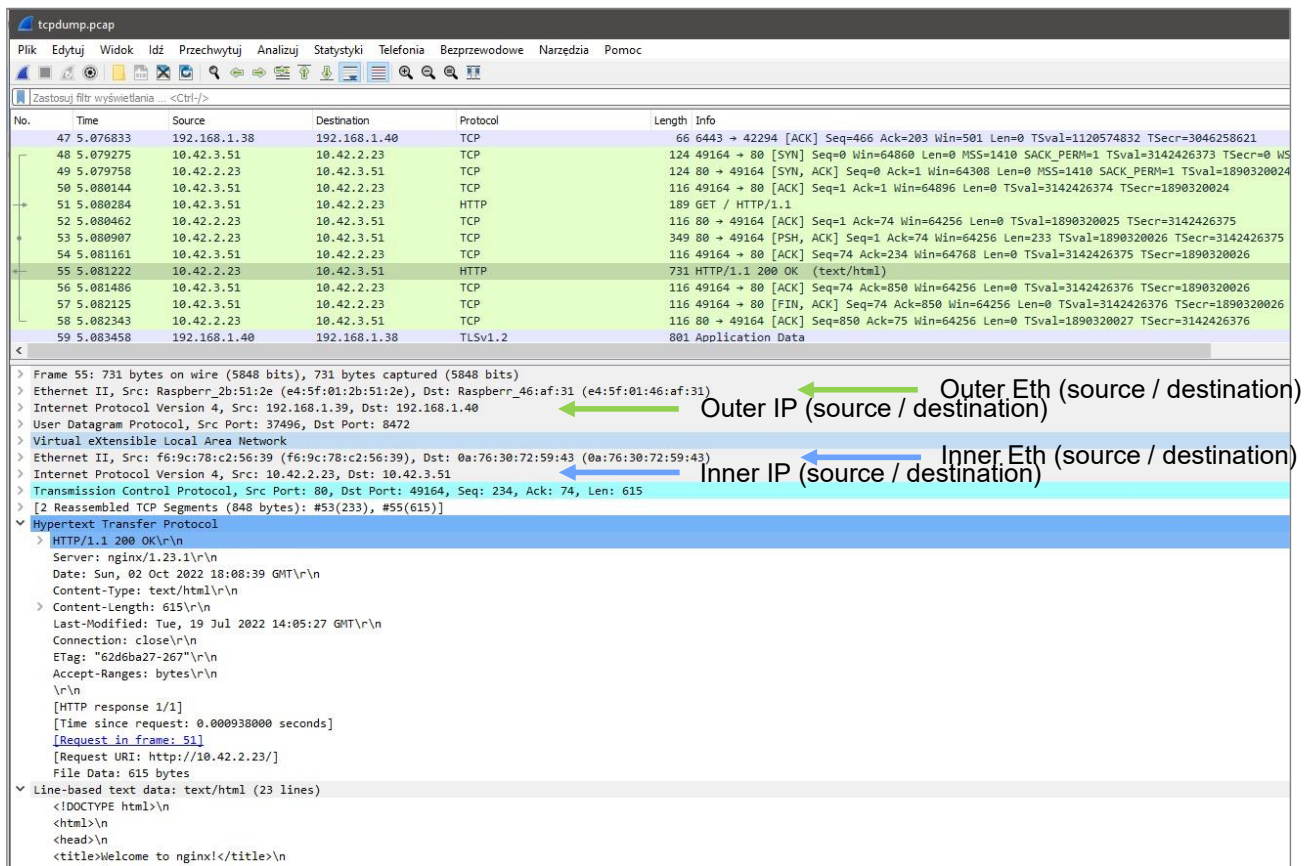 tcpdump.pcap
Plik Edytuj Widok Idź Przechwytuj Analizuj Statystyki Telefonia Bezprzewodowe Narzędzia Pomoc
Zastosuj filtr wyświetlania ... <Ctrl-/>
No. Time Source Destination Protocol Length Info
47 5.076833 192.168.1.38 192.168.1.40 TCP 66 6443 → 42294 [ACK] Seq=466 Ack=203 Win=501 Len=0 TSval=1120574832 TSecr=3046258621
48 5.079275 10.42.3.51 10.42.2.23 TCP 124 49164 → 80 [SYN] Seq=0 Win=64860 Len=0 MSS=1410 SACK_PERM=1 TSval=3142426373 TSecr=0 WS
49 5.079758 10.42.2.23 10.42.3.51 TCP 124 80 → 49164 [SYN, ACK] Seq=0 Ack=1 Win=64308 Len=0 MSS=1410 SACK_PERM=1 TSval=1890320024
50 5.080144 10.42.3.51 10.42.2.23 TCP 116 49164 → 80 [ACK] Seq=1 Ack=1 Win=64896 Len=0 TSval=3142426374 TSecr=1890320024
51 5.080284 10.42.3.51 10.42.2.23 HTTP 189 GET / HTTP/1.1
52 5.080462 10.42.2.23 10.42.3.51 TCP 116 80 → 49164 [ACK] Seq=1 Ack=74 Win=64256 Len=0 TSval=1890320025 TSecr=3142426375
53 5.080907 10.42.2.23 10.42.3.51 TCP 349 80 → 49164 [PSH, ACK] Seq=1 Ack=74 Win=64256 Len=233 TSval=1890320026 TSecr=3142426375
54 5.081161 10.42.3.51 10.42.2.23 TCP 116 49164 → 80 [ACK] Seq=74 Ack=234 Win=64768 Len=0 TSval=3142426375 TSecr=1890320026
55 5.081222 10.42.2.23 10.42.3.51 HTTP 731 HTTP/1.1 200 OK (text/html)
56 5.081486 10.42.3.51 10.42.2.23 TCP 116 49164 → 80 [ACK] Seq=74 Ack=850 Win=64256 Len=0 TSval=3142426376 TSecr=1890320026
57 5.082125 10.42.3.51 10.42.2.23 TCP 116 49164 → 80 [FIN, ACK] Seq=74 Ack=850 Win=64256 Len=0 TSval=3142426376 TSecr=1890320026
58 5.082343 10.42.2.23 10.42.3.51 TCP 116 80 → 49164 [ACK] Seq=850 Ack=75 Win=64256 Len=0 TSval=1890320027 TSecr=3142426376
59 5.083458 192.168.1.40 192.168.1.38 TLSv1.2 801 Application Data
Frame 55: 731 bytes on wire (5848 bits), 731 bytes captured (5848 bits)
Ethernet II, Src: Raspberr_2b:51:2e (e4:5f:01:2b:51:2e), Dst: Raspberr_46:af:31 (e4:5f:01:46:af:31) Outer Eth (source / destination)
Internet Protocol Version 4, Src: 192.168.1.39, Dst: 192.168.1.40 Outer IP (source / destination)
User Datagram Protocol, Src Port: 37496, Dst Port: 8472
Virtual eXtensible Local Area Network
Ethernet II, Src: f6:9c:78:c2:56:39 (f6:9c:78:c2:56:39), Dst: 0a:76:30:72:59:43 (0a:76:30:72:59:43) Inner Eth (source / destination)
Internet Protocol Version 4, Src: 10.42.2.23, Dst: 10.42.3.51 Inner IP (source / destination)
Transmission Control Protocol, Src Port: 80, Dst Port: 49164, Seq: 234, Ack: 74, Len: 615
[2 Reassembled TCP Segments (848 bytes): #53(233), #55(615)]
Hypertext Transfer Protocol
HTTP/1.1 200 OK\r\n
Server: nginx/1.23.1\r\n
Date: Sun, 02 Oct 2022 18:08:39 GMT\r\n
Content-Type: text/html\r\n
Content-Length: 615\r\n
Last-Modified: Tue, 19 Jul 2022 14:05:27 GMT\r\n
Connection: close\r\n
ETag: "62d6ba27-267"\r\n
Accept-Ranges: bytes\r\n
\r\n
[HTTP response 1/1]
[Time since request: 0.000938000 seconds]
[Request in frame: 51]
[Request URI: http://10.42.2.23/]
File Data: 615 bytes
Line-based text data: text/html (23 lines)
<!DOCTYPE html>\n
<html>\n
<head>\n
<title>Welcome to nginx!</title>\n